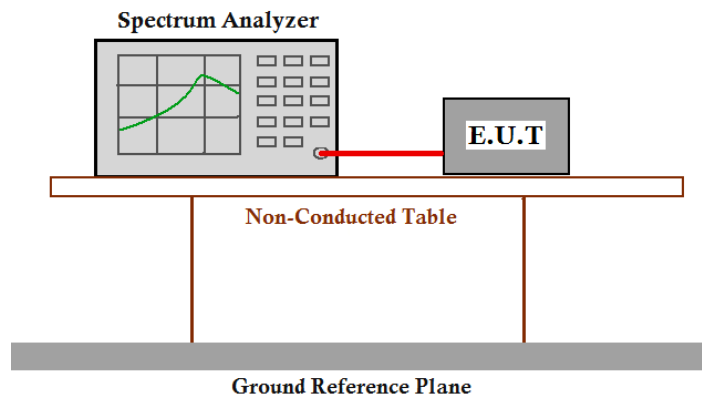 Spectrum Analyzer
E.U.T
Non-Conducted Table
Ground Reference Plane